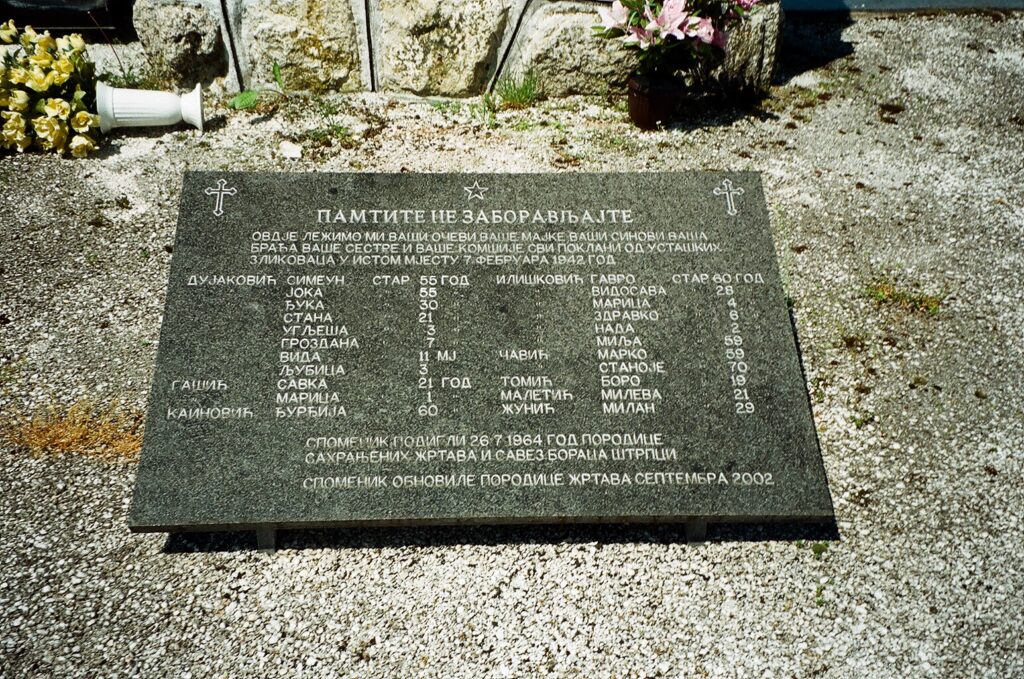 ПАМТИТЕ НЕ ЗАБОРАВЉАЈТЕ
ОВДЈЕ ЛЕЖИМО МИ ВАШИ ОЧЕВИ ВАШЕ МАЈКЕ ВАШИ СИНОВИ ВАША
БРАЋА ВАШЕ СЕСТРЕ И ВАШЕ КОМШИЈЕ СВИ ПОКЛАНИ ОД УСТАШКИХ
ЗЛИКОВАЦА У ИСТОМ МЈЕСТУ 7. ФЕБРУАРА 1942. ГОД.
ДУЈАКОВИЋ СИМЕУН СТАР 55 ГОД ИЛИШКОВИЋ ГАВРО СТАР 60 ГОД
ЈОКА 55 " " ВИДОСАВА 28 "
ЂУКА 30 " " МАРИЦА 4 "
СТАНА 21 " " ЗДРАВКО 6 "
УГЉЕША 3 " " НАДА 2 "
ГРОЗДАНА 7 " " МИЉА 59 "
ВИДА 11 МЈ ЧАВИЋ МАРКО 59 "
ЉУБИЦА 3 " " СТАНОЈЕ 70 "
ГАШИЋ САВКА 21 ГОД ТОМИЋ БОРО 19 "
МАРИЦА 1 " МАЛЕТИЋ МИЛЕВА 21 "
КАИНОВИЋ ЂУРЂИЈА 60 " ЖУНИЋ МИЛАН 29 "
СПОМЕНИК ПОДИГЛИ 26.7.1964 ГОД ПОРОДИЦЕ
САХРАЊЕНИХ ЖРТАВА И САВЕЗ БОРАЦА ШТРПЦИ
СПОМЕНИК ОБНОВИЛЕ ПОРОДИЦЕ ЖРТАВА СЕПТЕМБРА 2002.